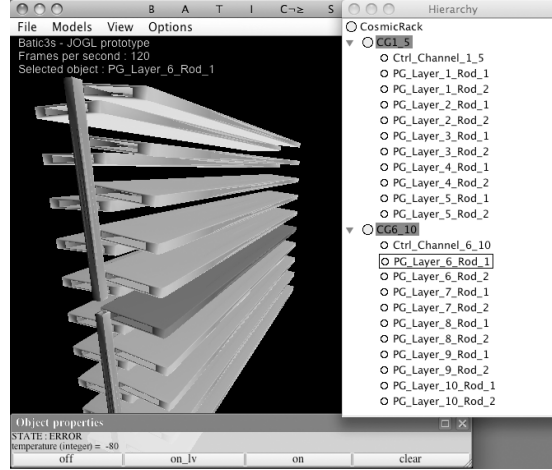 B A T I C¬≥ S
File Models View Options
Batic3s - JOGL prototype
Frames per second : 120
Selected object : PG_Layer_6_Rod_1
Hierarchy
CosmicRack
CG1_5
Ctrl_Channel_1_5
PG_Layer_1_Rod_1
PG_Layer_1_Rod_2
PG_Layer_2_Rod_1
PG_Layer_2_Rod_2
PG_Layer_3_Rod_1
PG_Layer_3_Rod_2
PG_Layer_4_Rod_1
PG_Layer_4_Rod_2
PG_Layer_5_Rod_1
PG_Layer_5_Rod_2
CG6_10
Ctrl_Channel_6_10
PG_Layer_6_Rod_1
PG_Layer_6_Rod_2
PG_Layer_7_Rod_1
PG_Layer_7_Rod_2
PG_Layer_8_Rod_1
PG_Layer_8_Rod_2
PG_Layer_9_Rod_1
PG_Layer_9_Rod_2
PG_Layer_10_Rod_1
PG_Layer_10_Rod_2
Object properties
STATE : ERROR
temperature (integer) = -80
off on_lv on clear